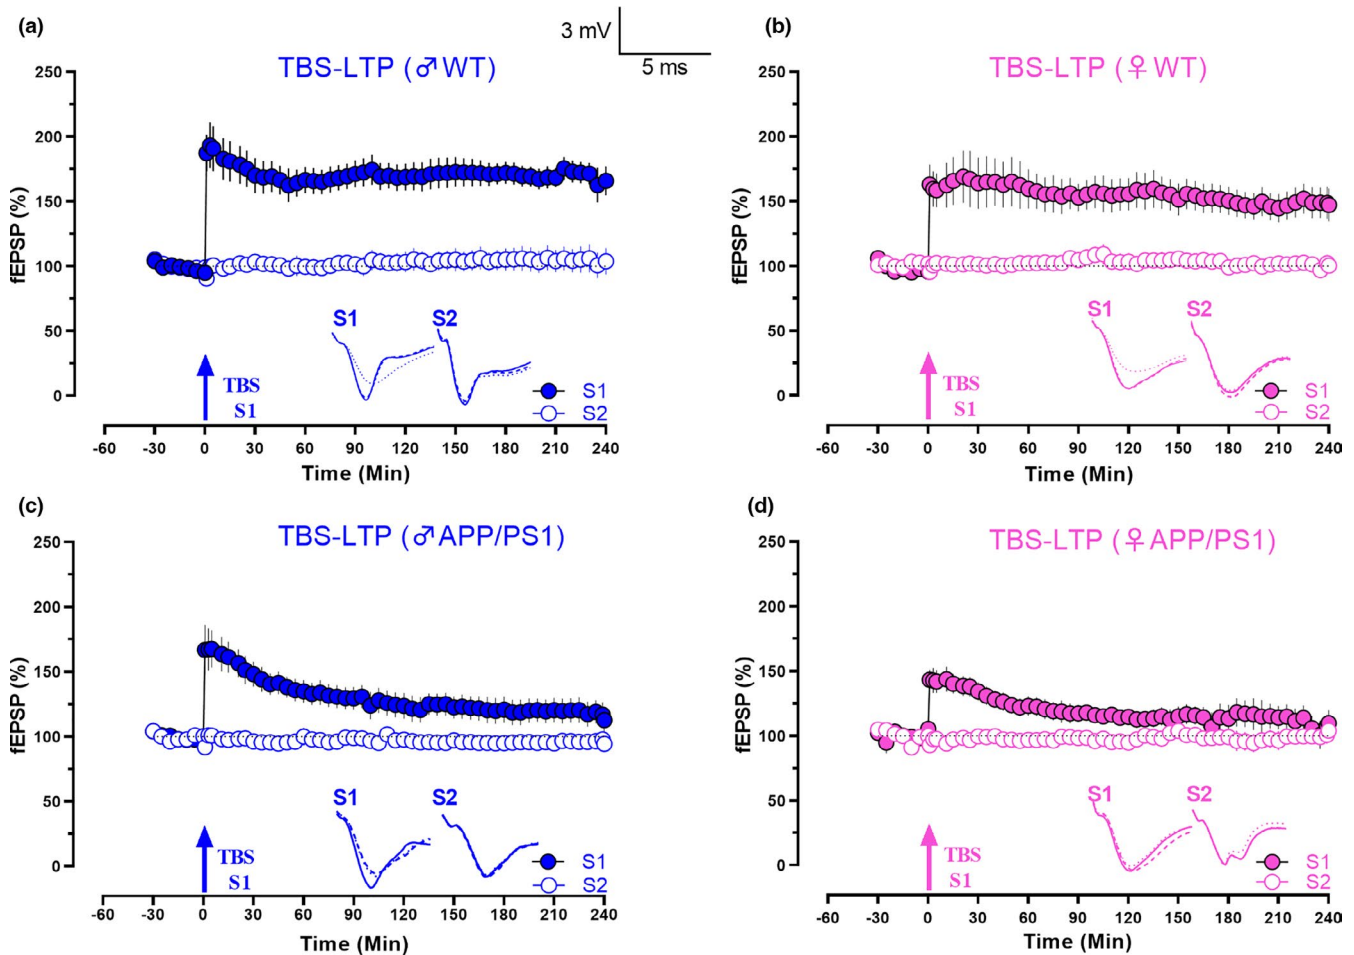 (a)
3 mV
5 ms
TBS-LTP (♂ WT)
fEPSP (%)
250
200
150
100
50
0
S1
S2
TBS
S1
S1
S2
-60 -30 0 30 60 90 120 150 180 210 240
Time (Min)
(b)
TBS-LTP (♀ WT)
fEPSP (%)
250
200
150
100
50
0
S1
S2
TBS
S1
S1
S2
-60 -30 0 30 60 90 120 150 180 210 240
Time (Min)
(c)
TBS-LTP (♂ APP/PS1)
fEPSP (%)
250
200
150
100
50
0
S1
S2
TBS
S1
S1
S2
-60 -30 0 30 60 90 120 150 180 210 240
Time (Min)
(d)
TBS-LTP (♀ APP/PS1)
fEPSP (%)
250
200
150
100
50
0
S1
S2
TBS
S1
S1
S2
-60 -30 0 30 60 90 120 150 180 210 240
Time (Min)